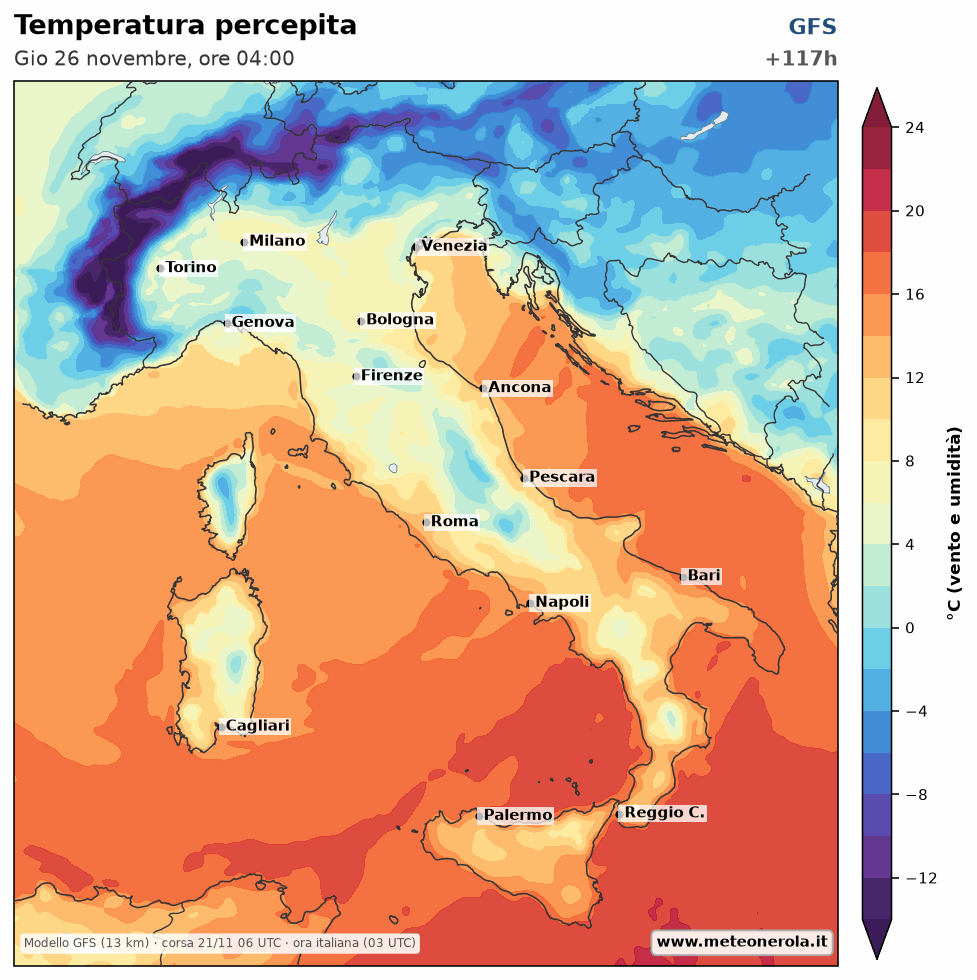 Temperatura percepita
GFS
Gio 26 novembre, ore 04:00
+117h
Milano
Venezia
Torino
Genova
Bologna
Firenze
Ancona
Pescara
Roma
Bari
Napoli
Cagliari
Palermo
Reggio C.
24
20
16
12
8
4
0
−4
−8
−12
°C (vento e umidità)
Modello GFS (13 km) · corsa 21/11 06 UTC · ora italiana (03 UTC)
www.meteonerola.it